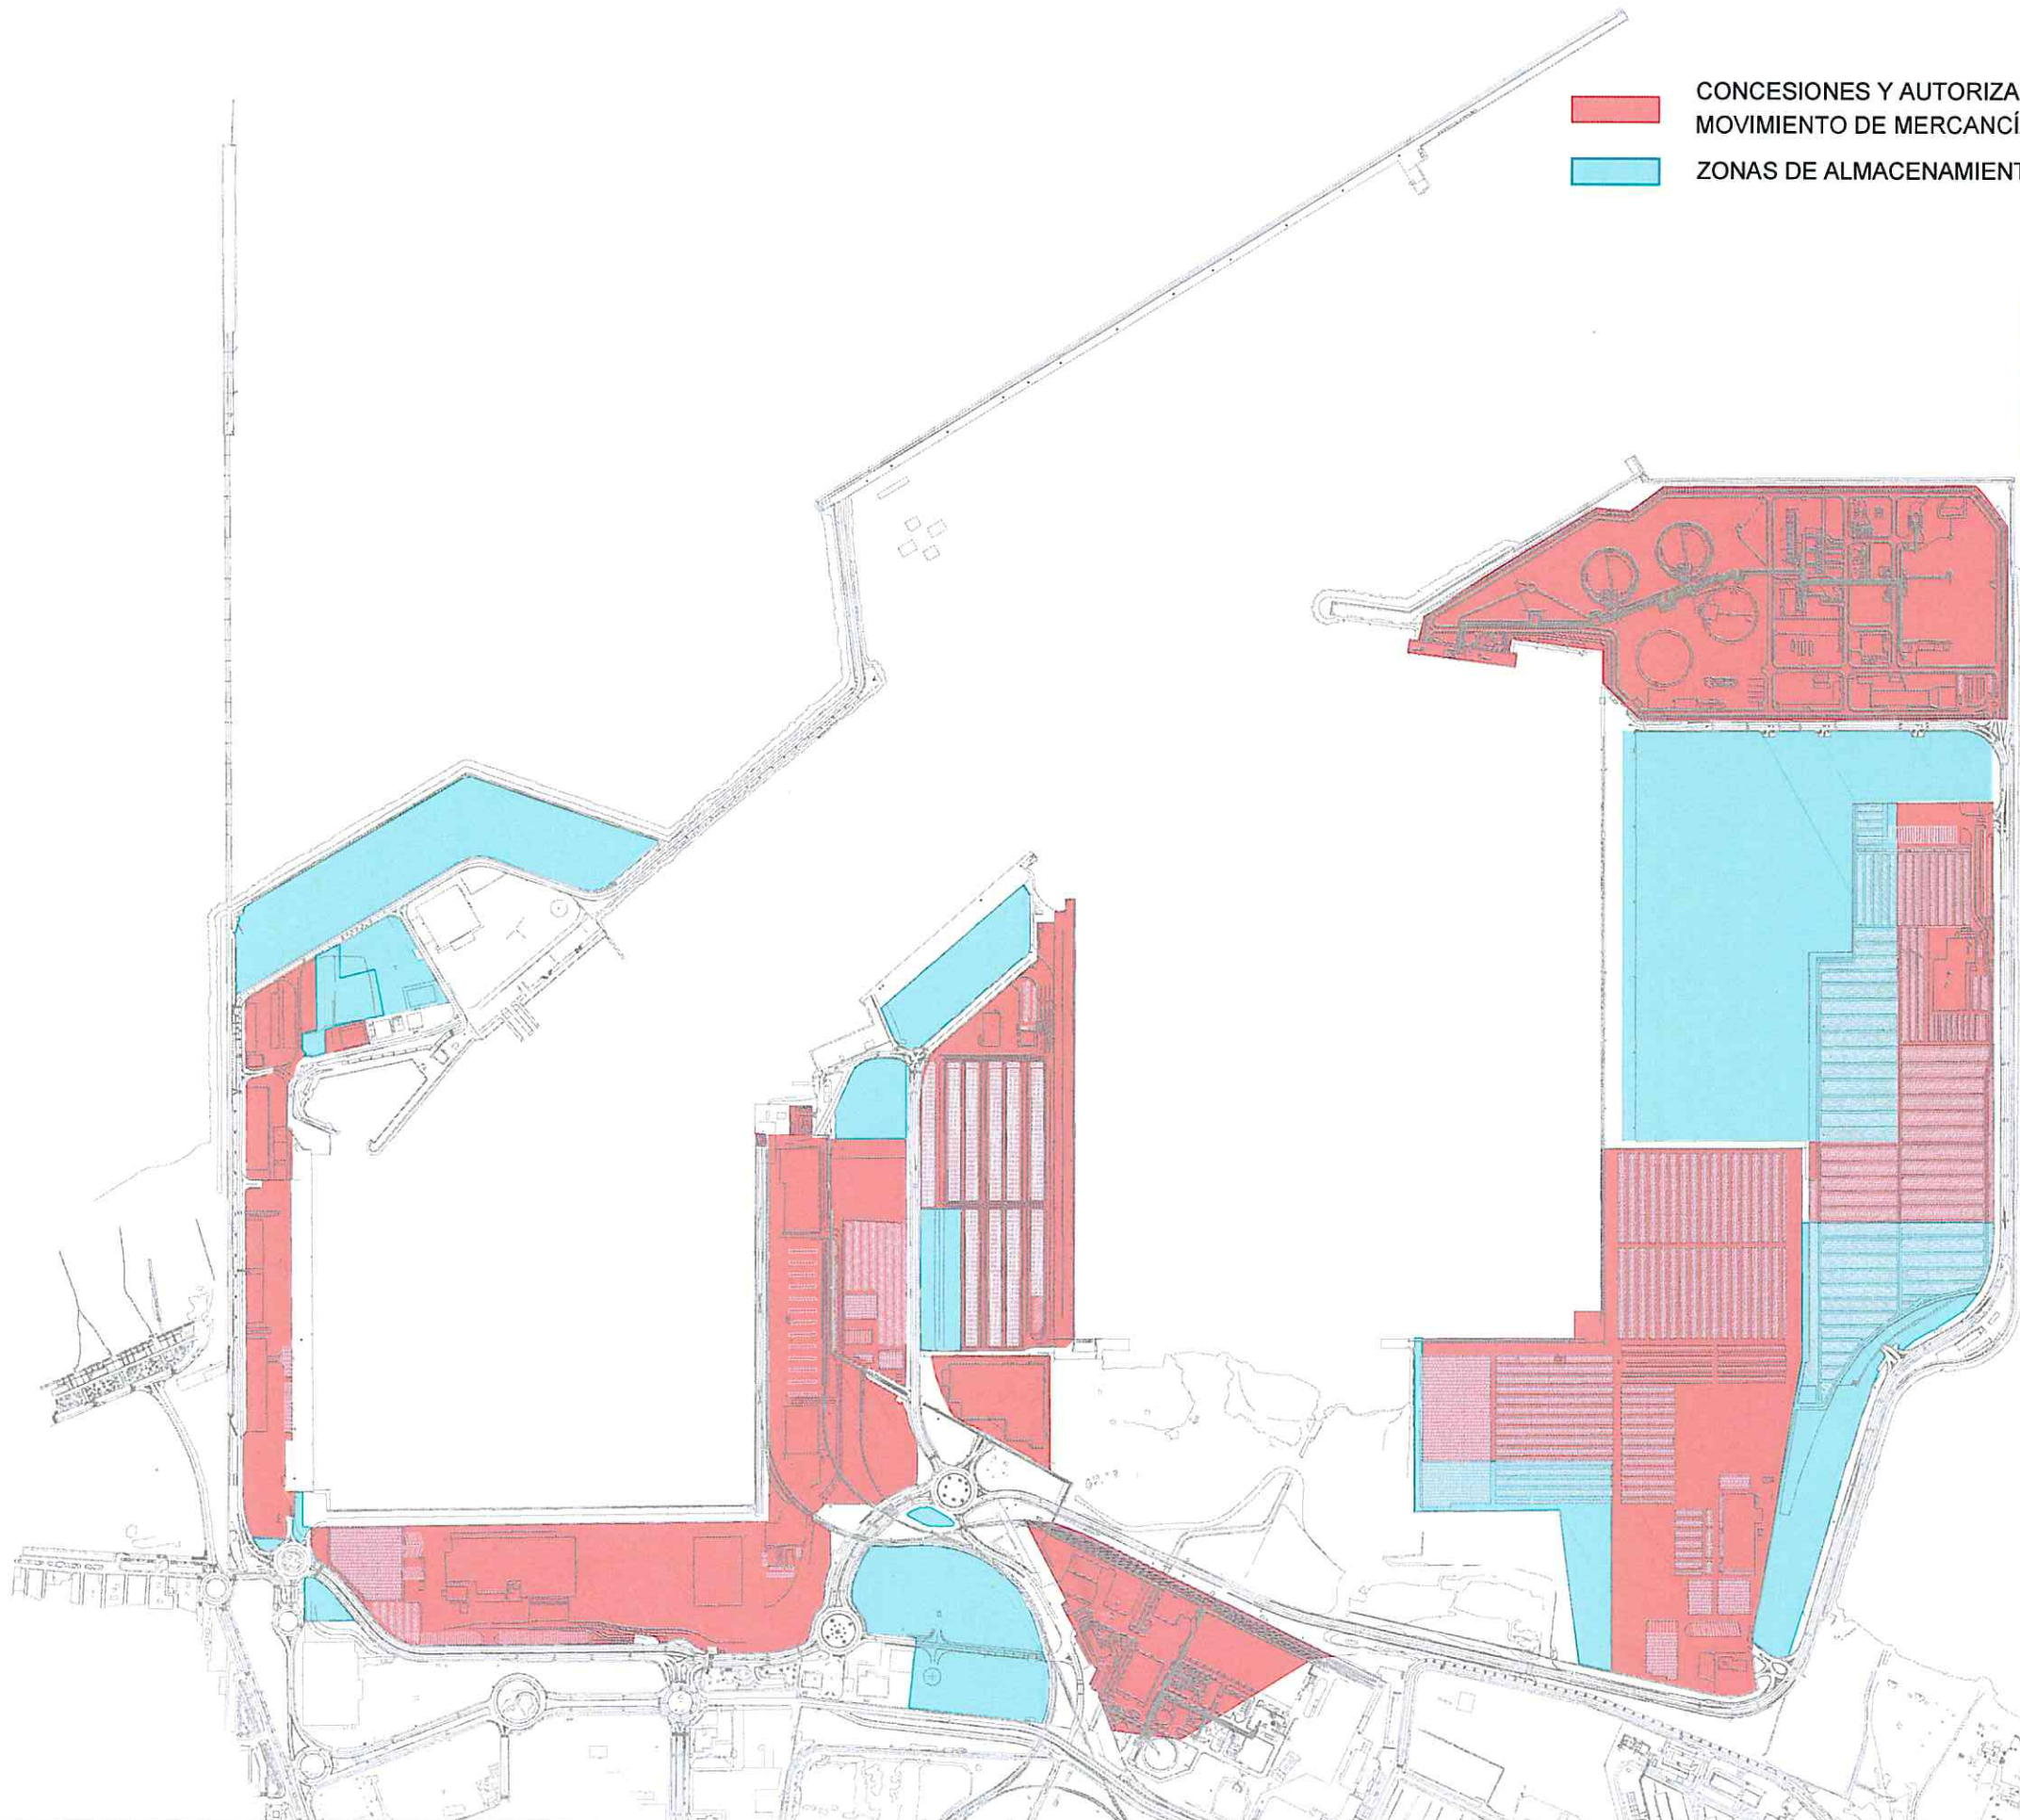 CONCESIONES Y AUTORIZA
MOVIMIENTO DE MERCANCÍ
ZONAS DE ALMACENAMIENT